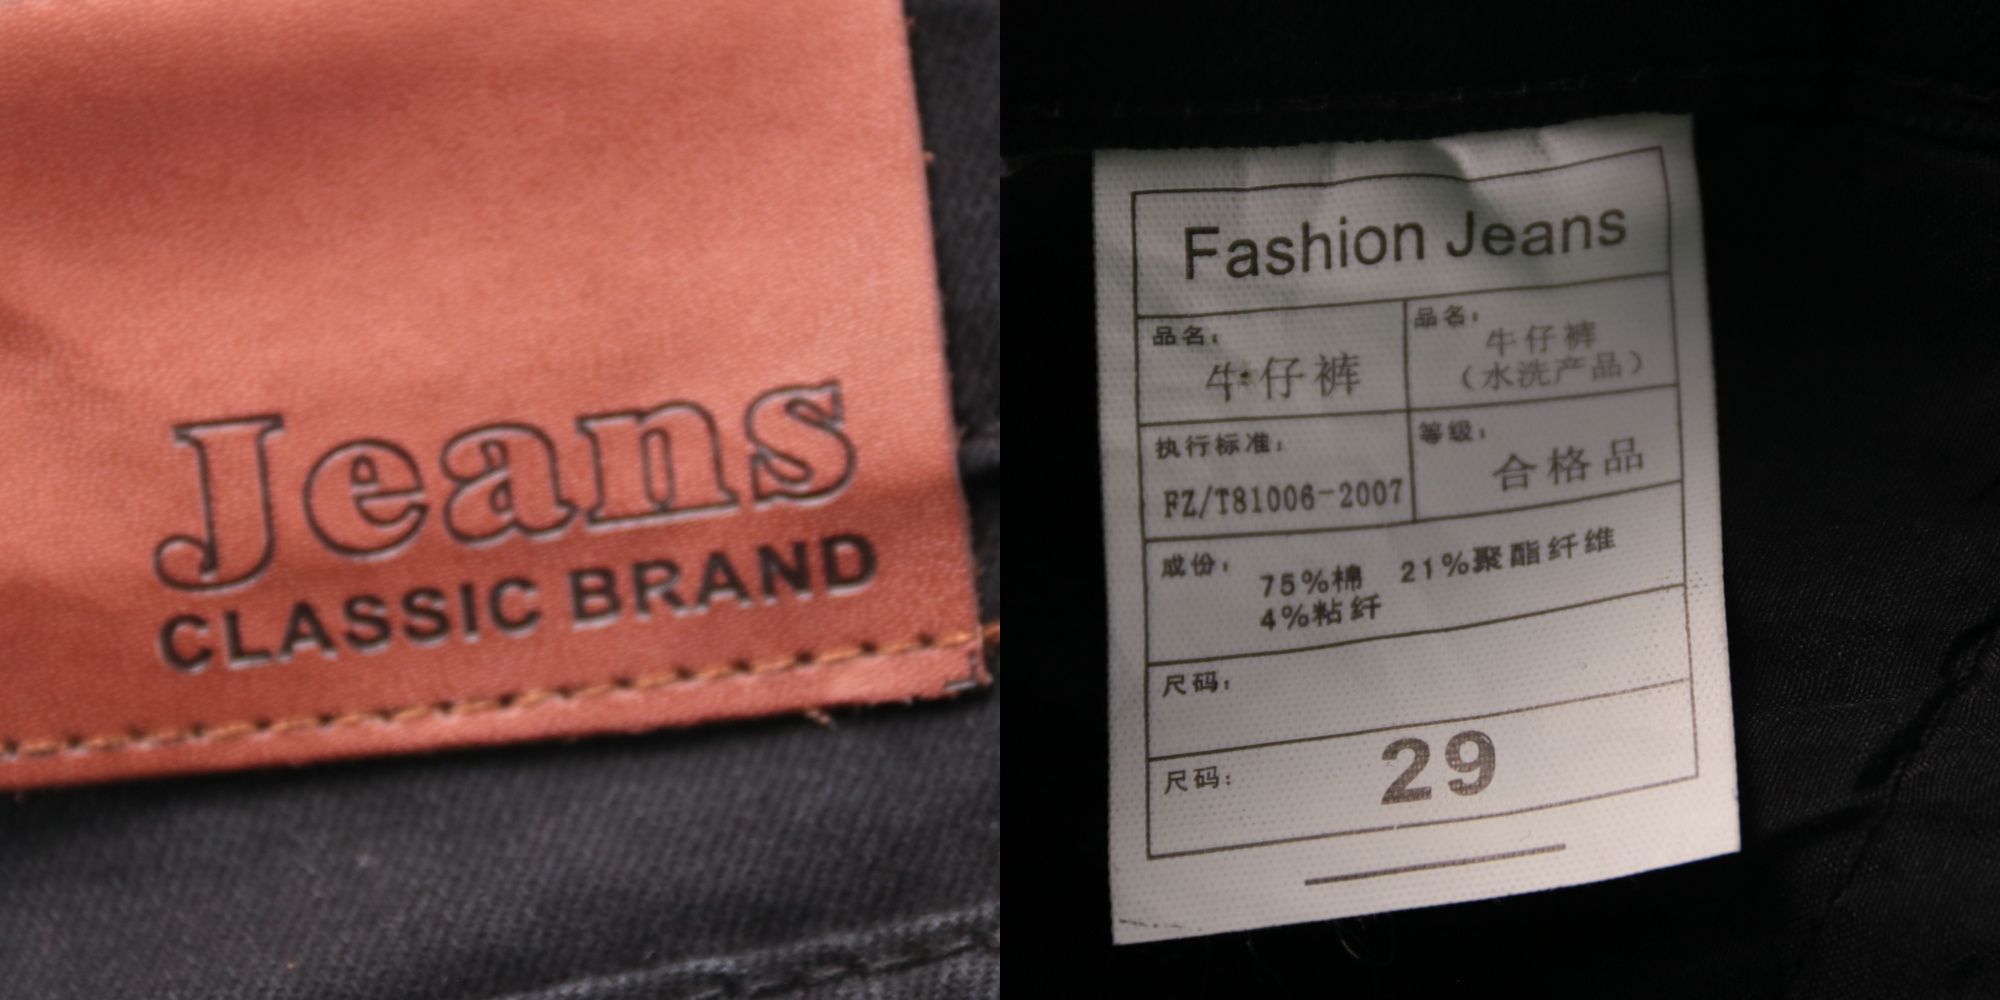 Jeans
CLASSIC BRAND
Fashion Jeans
品名：
牛仔裤
品名：
牛仔裤
（水洗产品）
执行标准：
FZ/T81006-2007
等级：
合格品
成份：
75%棉 21%聚酯纤维
4%粘纤
尺码：
尺码：
29